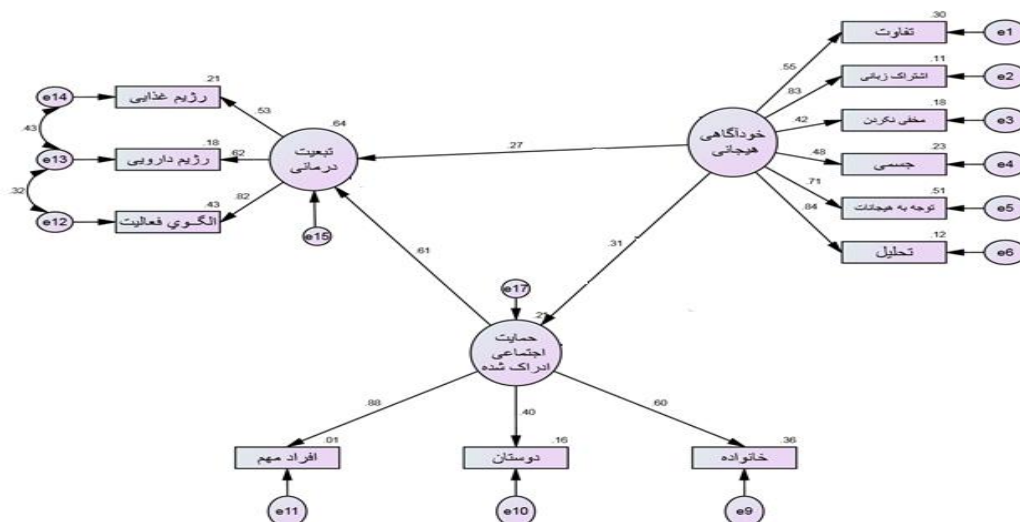 .30
تفاوت
e1
.55
.11
اشتراک زبانی
e2
.83
.18
مخفی نکردن
e3
.42
.23
جسمی
e4
.48
.51
توجه به هیجانات
e5
.71
.12
تحلیل
e6
.84
خودآگاهی
هیجانی
.27
.31
.21
رژیم غذایی
e14
.53
.43
.18
رژیم دارویی
e13
.62
.32
.43
الگوي فعالیت
e12
.82
.64
تبعیت
درمانی
e15
.61
e17
حمایت
اجتماعی
ادراک شده
.88
.40
.60
.01
افراد مهم
e11
.16
دوستان
e10
.36
خانواده
e9